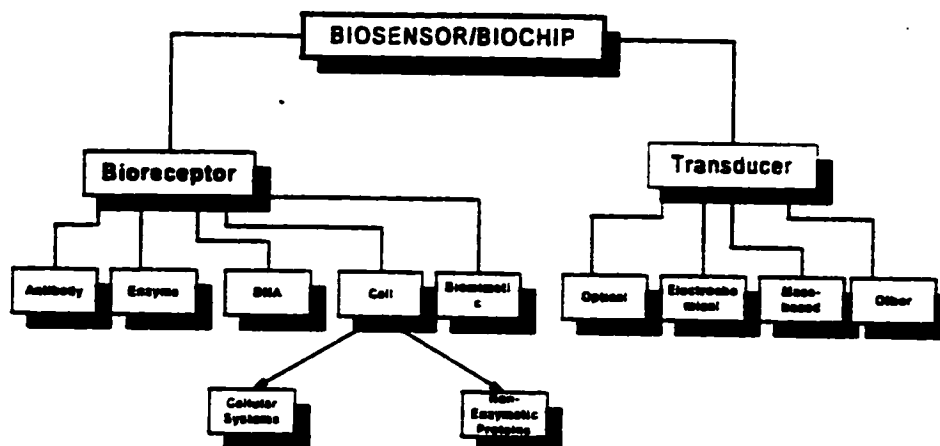 BIOSENSOR/BIOCHIP
Bioreceptor
Transducer
Antibody
Enzyme
DNA
Cell
Biomimeti
c
Optical
Electroche
mical
Mass-
based
Other
Cellular
Systems
Non-
Enzymatic
Proteins